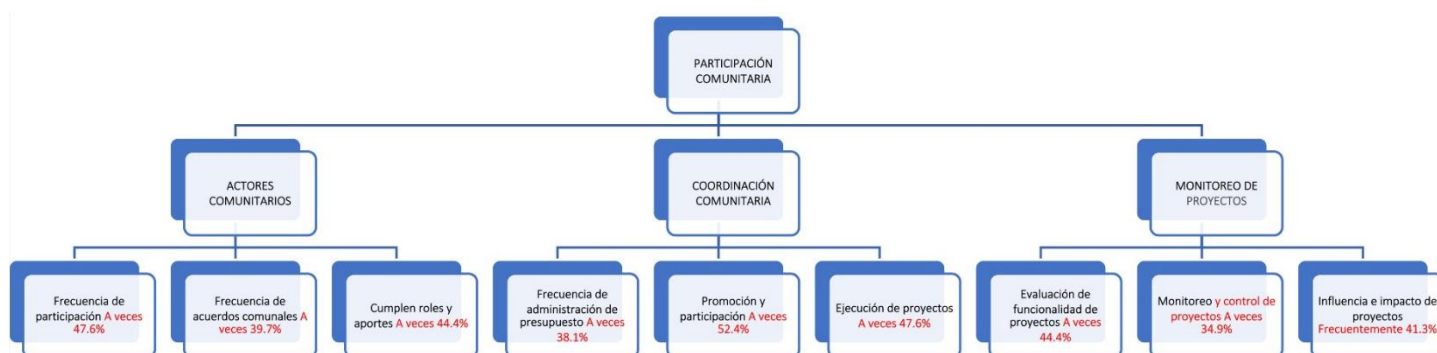 PARTICIPACIÓN
COMUNITARIA
ACTORES
COMUNITARIOS
COORDINACIÓN
COMUNITARIA
MONITOREO DE
PROYECTOS
Frecuencia de
participación A veces
47.6%
Frecuencia de
acuerdos comunales A
veces 39.7%
Cumplen roles y
aportes A veces 44.4%
Frecuencia de
administración de
presupuesto A veces
38.1%
Promoción y
participación A veces
52.4%
Ejecución de proyectos
A veces 47.6%
Evaluación de
funcionalidad de
proyectos A veces
44.4%
Monitoreo y control de
proyectos A veces
34.9%
Influencia e impacto de
proyectos
Frecuentemente 41.3%